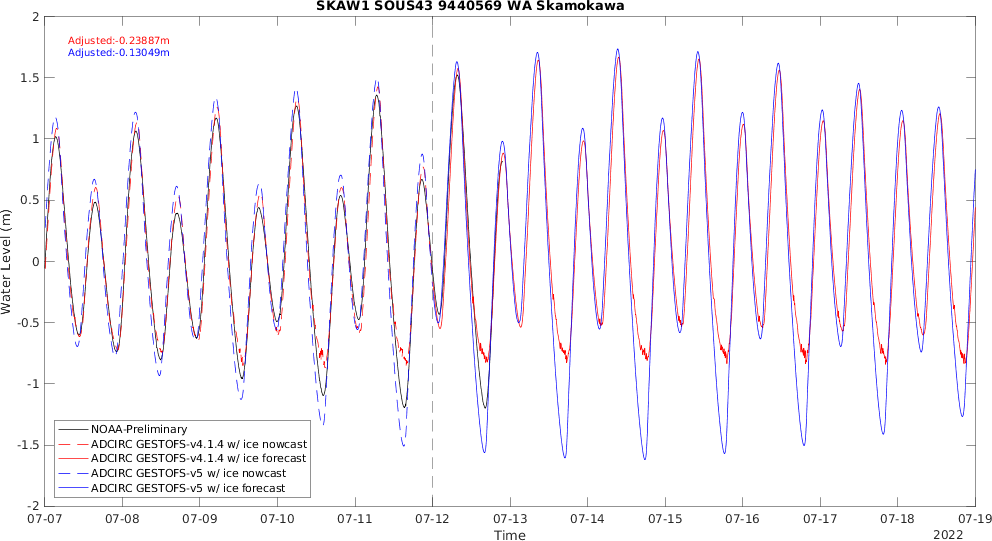 SKAW1 SOUS43 9440569 WA Skamokawa
Adjusted:-0.23887m
Adjusted:-0.13049m
2
1.5
1
0.5
0
-0.5
-1
-1.5
-2
Water Level (m)
NOAA-Preliminary
ADCIRC GESTOFS-v4.1.4 w/ ice nowcast
ADCIRC GESTOFS-v4.1.4 w/ ice forecast
ADCIRC GESTOFS-v5 w/ ice nowcast
ADCIRC GESTOFS-v5 w/ ice forecast
07-07 07-08 07-09 07-10 07-11 07-12 07-13 07-14 07-15 07-16 07-17 07-18 07-19
Time
2022